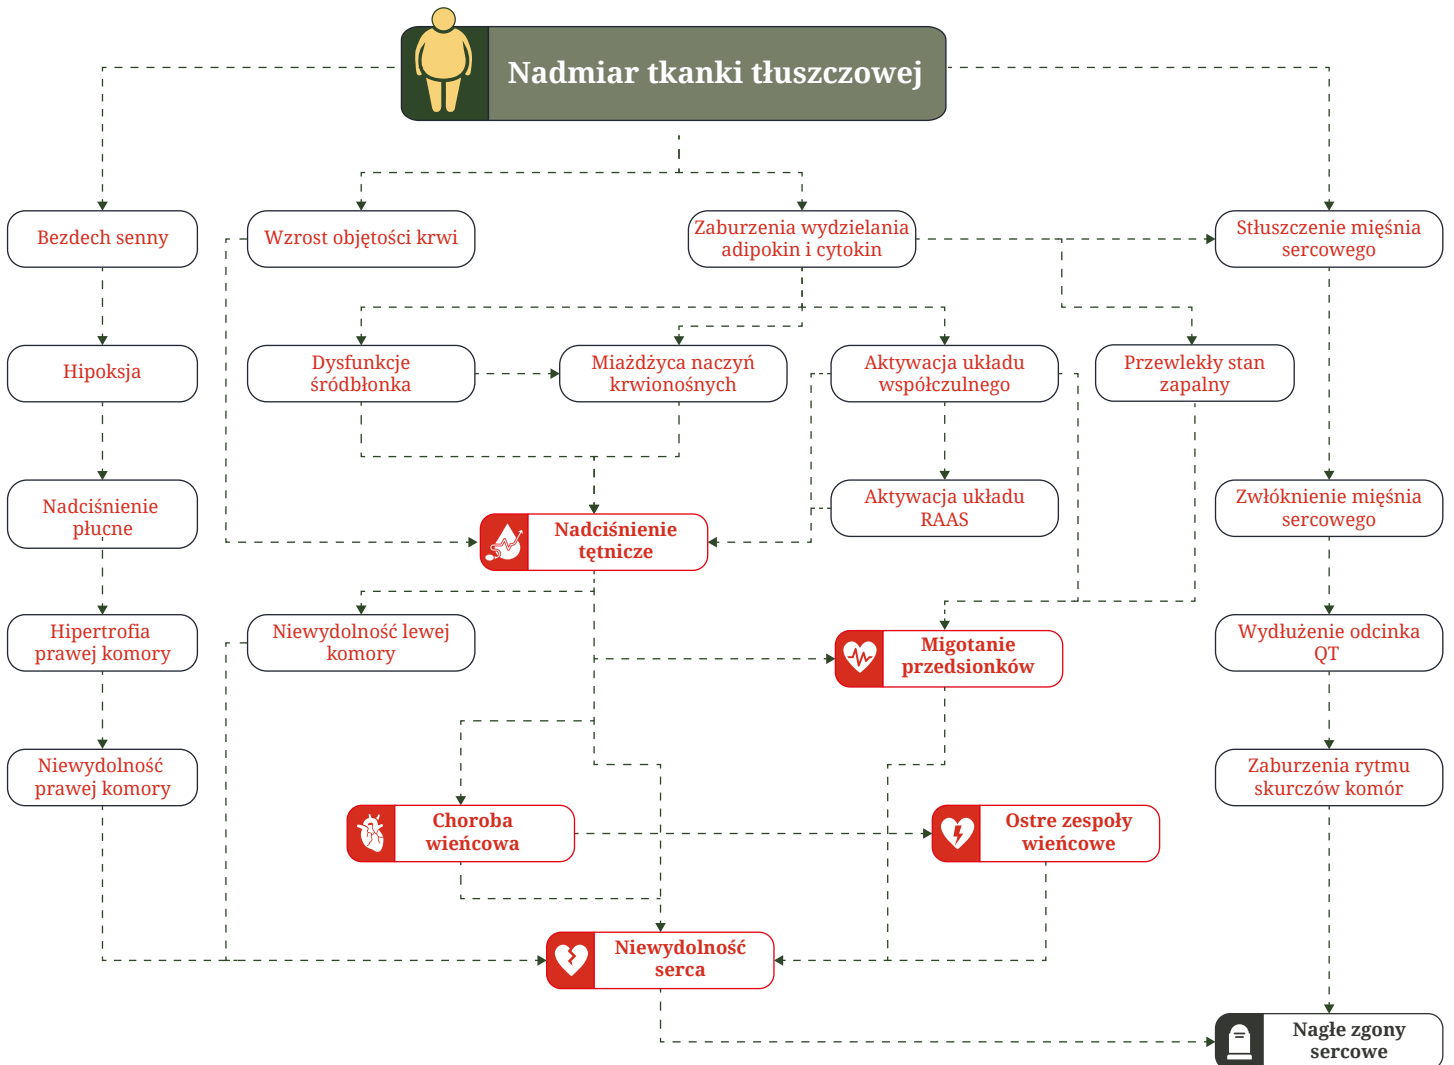 Nadmiar tkanki tłuszczowej
Bezdech senny
Wzrost objętości krwi
Zaburzenia wydzielania
adipokin i cytokin
Stłuszczenie mięśnia
sercowego
Hipoksja
Dysfunkcje
śródbłonka
Miażdżyca naczyń
krwionośnych
Aktywacja układu
współczulnego
Przewlekły stan
zapalny
Nadciśnienie
płucne
Nadciśnienie
tętnicze
Aktywacja układu
RAAS
Zwłóknienie mięśnia
sercowego
Hipertrofia
prawej komory
Niewydolność lewej
komory
Migotanie
przedsionków
Wydłużenie odcinka
QT
Niewydolność
prawej komory
Choroba
wieńcowa
Ostre zespoły
wieńcowe
Zaburzenia rytmu
skurczów komór
Niewydolność
serca
Nagłe zgony
sercowe